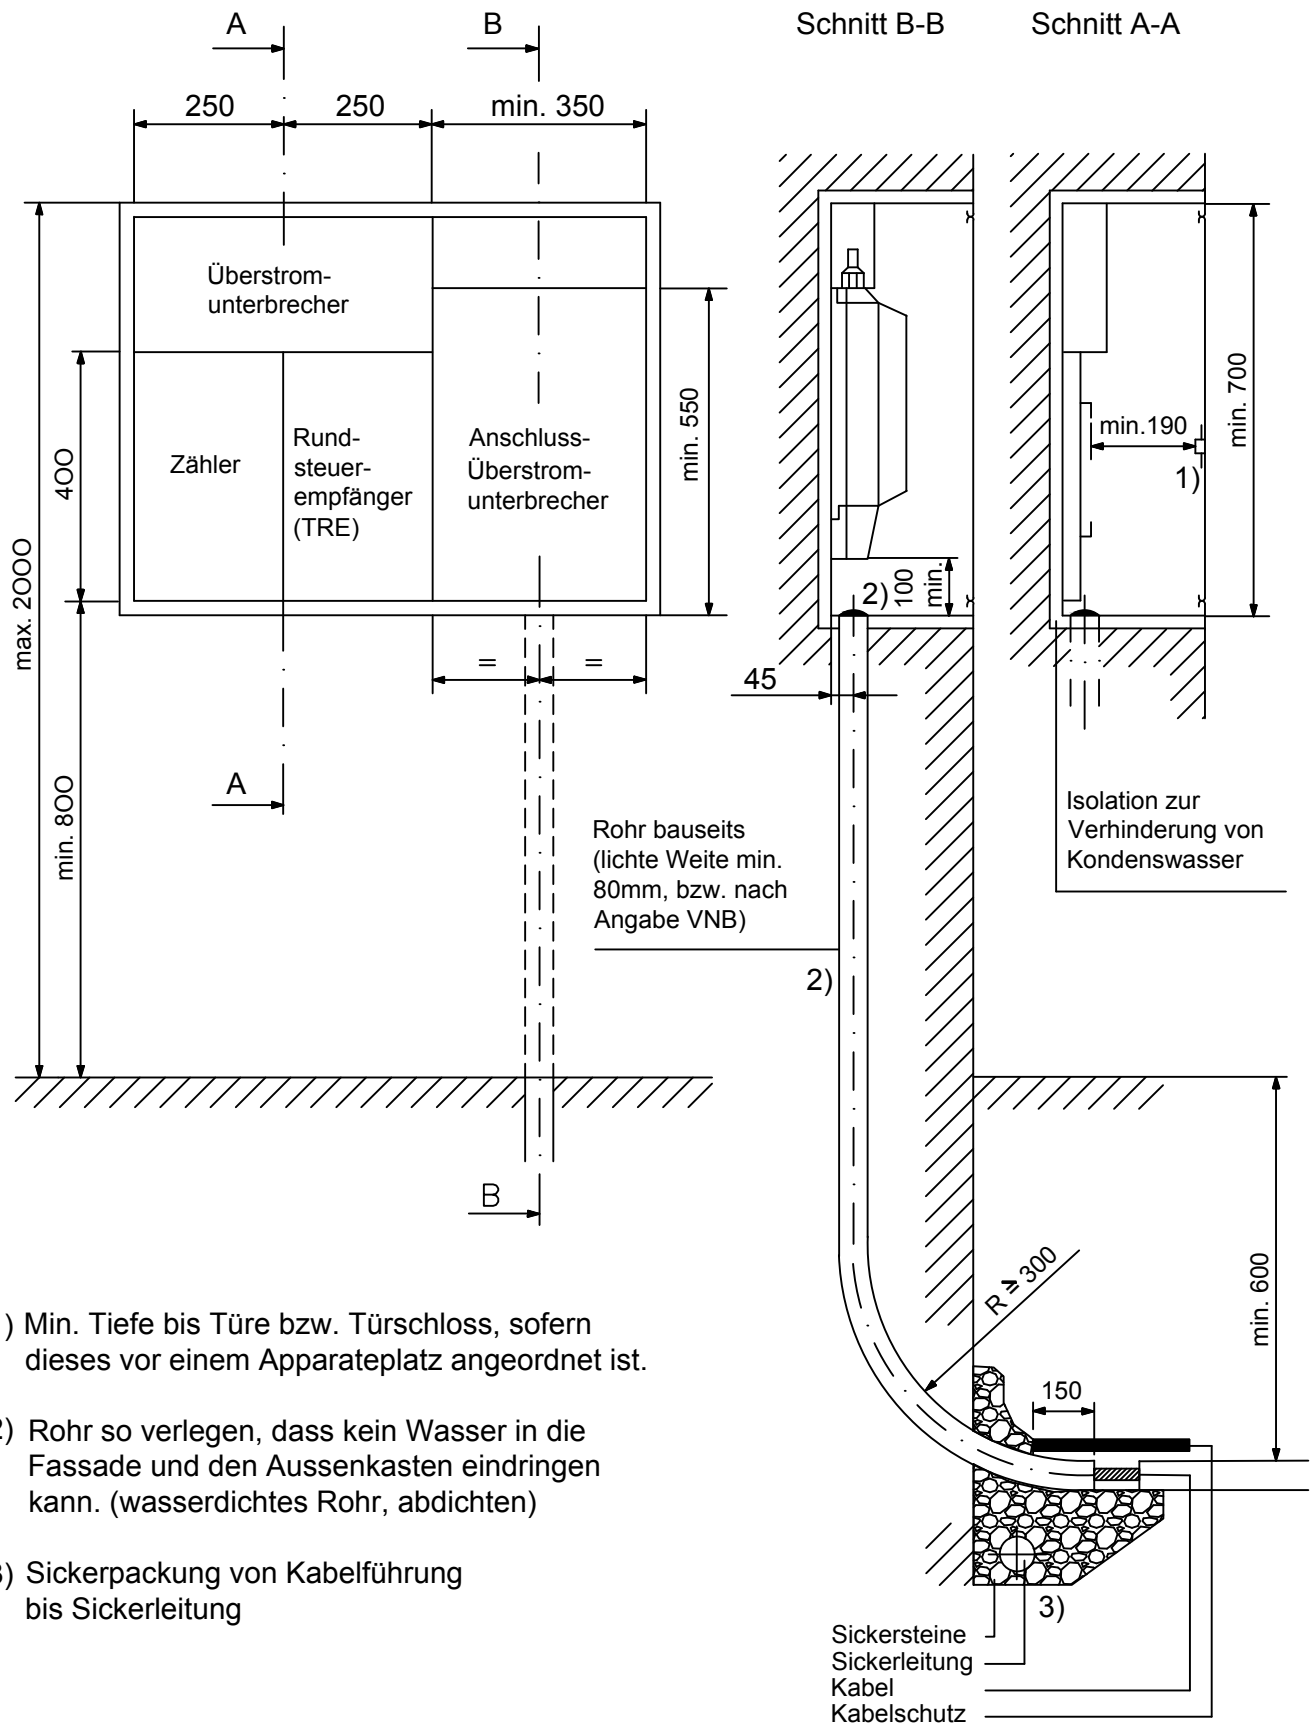 A
B
Schnitt B-B
Schnitt A-A
250
250
min. 350
Überstrom-
unterbrecher
Zähler
Rund-
steuer-
empfänger
(TRE)
Anschluss-
Überstrom-
unterbrecher
400
max. 2000
min. 800
min. 550
=
=
A
B
2)
100
min.
45
min.190
1)
min. 700
Isolation zur
Verhinderung von
Kondenswasser
Rohr bauseits
(lichte Weite min.
80mm, bzw. nach
Angabe VNB)
2)
R ≥ 300
min. 600
150
3)
Sickersteine
Sickerleitung
Kabel
Kabelschutz
) Min. Tiefe bis Türe bzw. Türschloss, sofern
dieses vor einem Apparateplatz angeordnet ist.
2) Rohr so verlegen, dass kein Wasser in die
Fassade und den Aussenkasten eindringen
kann. (wasserdichtes Rohr, abdichten)
3) Sickerpackung von Kabelführung
bis Sickerleitung